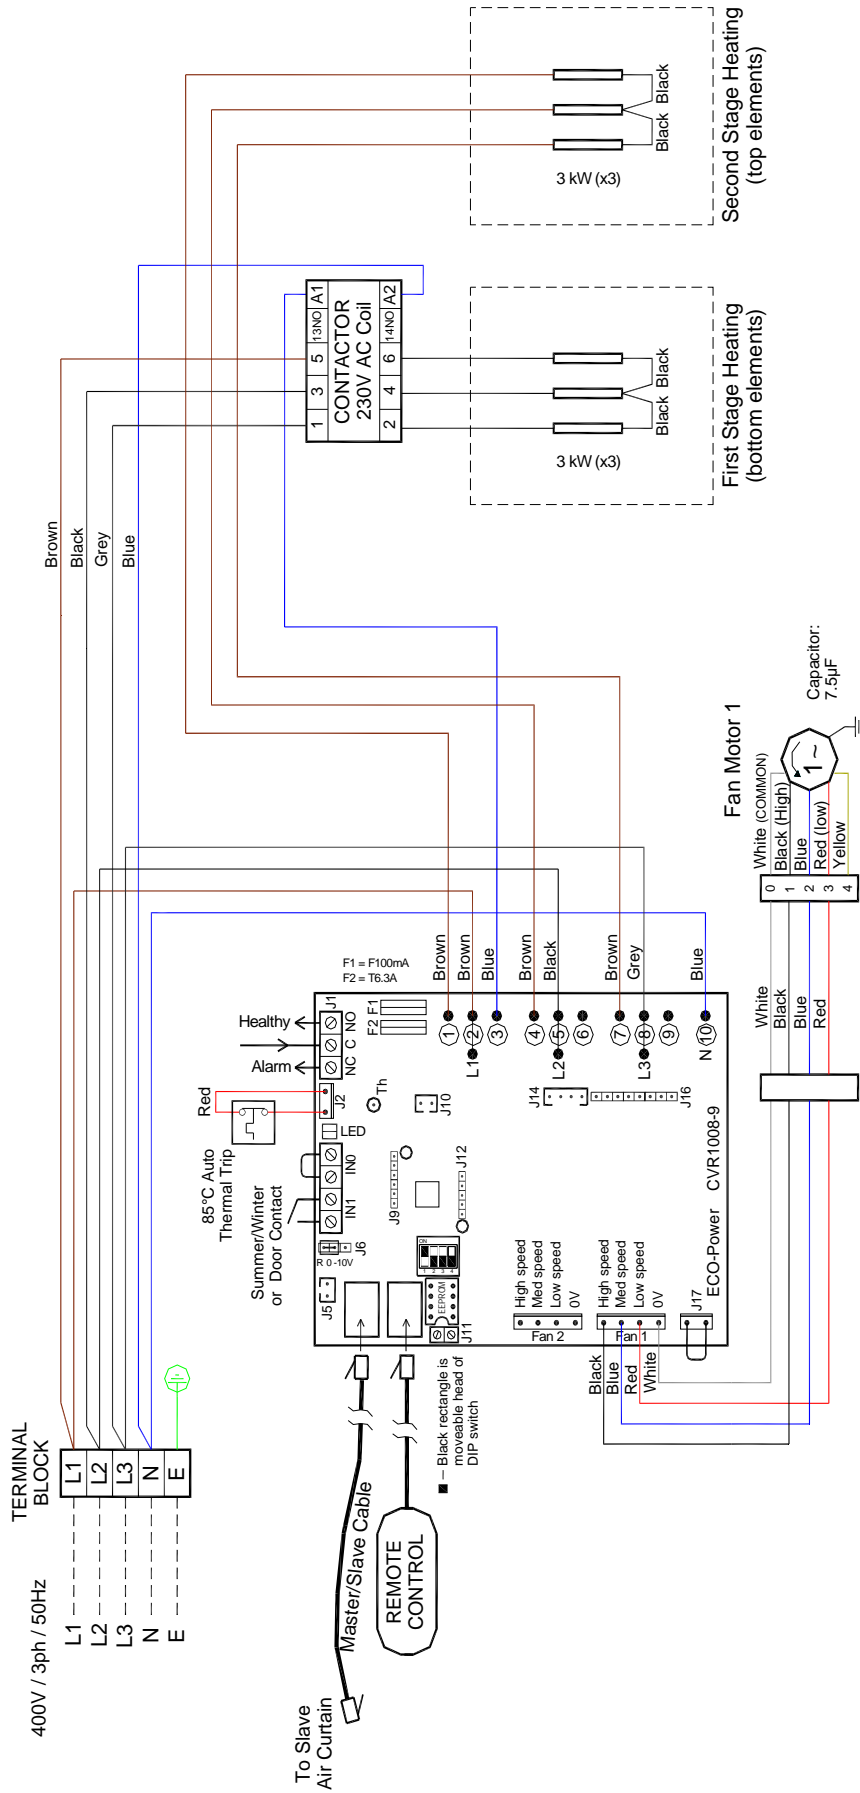 400V / 3ph / 50Hz
L1
L2
L3
N
E
TERMINAL
BLOCK
L1
L2
L3
N
E
Brown
Black
Grey
Blue
CONTACTOR
230V AC Coil
1
3
5
13NO
A1
2
4
6
14NO
A2
Black
Black
3 kW (x3)
First Stage Heating
(bottom elements)
Black
Black
3 kW (x3)
Second Stage Heating
(top elements)
To Slave
Air Curtain
Master/Slave Cable
REMOTE
CONTROL
– Black rectangle is
moveable head of
DIP switch
Summer/Winter
or Door Contact
85°C Auto
Thermal Trip
Red
Alarm
Healthy
J5
R 0-10V
J6
IN1
IN0
LED
J2
NC C NO
J1
F2
F1
F1 = F100mA
F2 = T6.3A
Th
J10
J9
J12
ON
1 2 3 4
EEPROM
J11
J14
J16
1
2
3
4
5
6
7
8
9
N 10
L1
L2
L3
Brown
Brown
Blue
Brown
Black
Brown
Grey
Blue
High speed
Med speed
Low speed
0V
Fan 2
High speed
Med speed
Low speed
0V
Fan 1
J17
ECO-Power CVR1008-9
Black
Blue
Red
White
White
Black
Blue
Red
0
1
2
3
4
White (COMMON)
Black (High)
Blue
Red (low)
Yellow
Fan Motor 1
1~
Capacitor:
7.5µF